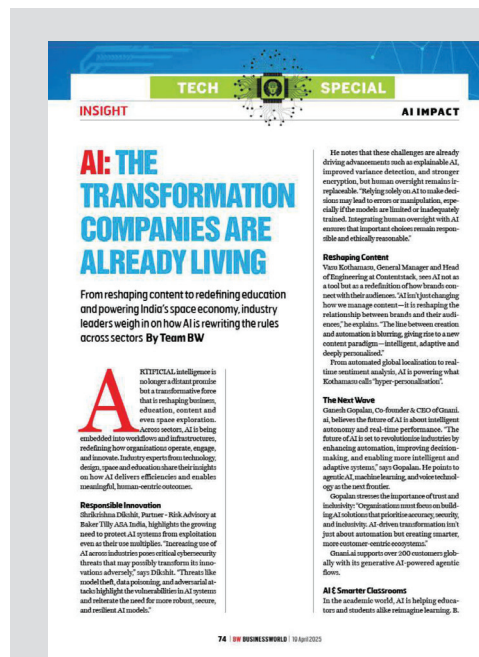 TECH SPECIAL
INSIGHT
AI IMPACT
AI: THE
TRANSFORMATION
COMPANIES ARE
ALREADY LIVING
From reshaping content to redefining education
and powering India's space economy, industry
leaders weigh in on how AI is rewriting the rules
across sectors By Team BW
ARTIFICIAL intelligence is
no longer a distant promise
but a transformative force
that is reshaping business,
education, content and
even space exploration.
Across sectors, AI is being
embedded into workflows and infrastructures,
redefining how organisations operate, engage,
and innovate. Industry experts from technology,
design, space and education share their insights
on how AI delivers efficiencies and enables
meaningful, human-centric outcomes.
Responsible Innovation
Shrikrishna Dikshit, Partner - Risk Advisory at
Baker Tilly ASA India, highlights the growing
need to protect AI systems from exploitation
even as their use multiplies. "Increasing use of
AI across industries poses critical cybersecurity
threats that may possibly transform its inno-
vations adversely," says Dikshit. "Threats like
model theft, data poisoning, and adversarial at-
tacks highlight the vulnerabilities in AI systems
and reiterate the need for more robust, secure,
and resilient AI models."
He notes that these challenges are already
driving advancements such as explainable AI,
improved variance detection, and stronger
encryption, but human oversight remains ir-
replaceable. "Relying solely on AI to make deci-
sions may lead to errors or manipulation, espe-
cially if the models are limited or inadequately
trained. Integrating human oversight with AI
ensures that important choices remain respon-
sible and ethically reasonable."
Reshaping Content
Varu Kothamaru, General Manager and Head
of Engineering at Contentstack, sees AI not as
a tool but as a redefinition of how brands con-
nect with their audiences. "AI isn't just changing
how we manage content—it is reshaping the
relationship between brands and their audi-
ences," he explains. "The line between creation
and automation is blurring, giving rise to a new
content paradigm—intelligent, adaptive and
deeply personalised."
From automated global localisation to real-
time sentiment analysis, AI is powering what
Kothamaru calls "hyper-personalisation".
The Next Wave
Ganesh Gopalan, Co-founder & CEO of Gnani.
ai, believes the future of AI is about intelligent
autonomy and real-time performance. "The
future of AI is set to revolutionise industries by
enhancing automation, improving decision-
making, and enabling more intelligent and
adaptive systems," says Gopalan. He points to
agentic AI, machine learning, and voice technol-
ogy as the next frontier.
Gopalan stresses the importance of trust and
inclusivity: "Organisations must focus on build-
ing AI solutions that prioritise accuracy, security,
and inclusivity. AI-driven transformation isn't
just about automation but creating smarter,
more customer-centric ecosystems."
Gnani.ai supports over 200 customers glob-
ally with its generative AI-powered agentic
flows.
AI & Smarter Classrooms
In the academic world, AI is helping educa-
tors and students alike reimagine learning. B.
74 | BW BUSINESSWORLD | 19 April 2025